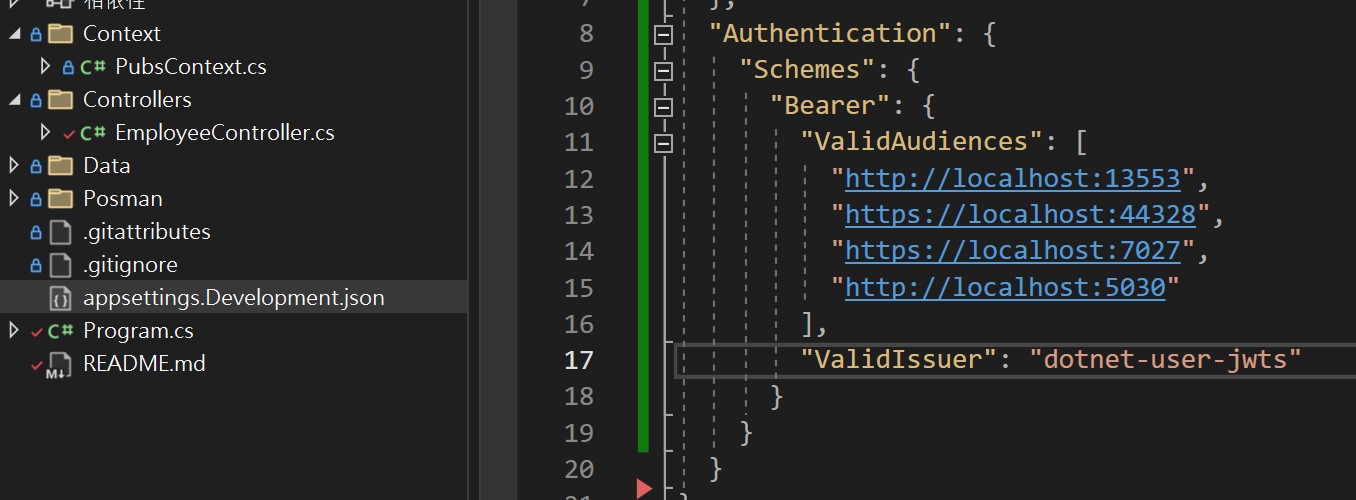 相依性
Context
C# PubsContext.cs
Controllers
C# EmployeeController.cs
Data
Posman
.gitattributes
.gitignore
appsettings.Development.json
C# Program.cs
M↓ README.md
7 },
8 "Authentication": {
9 "Schemes": {
10 "Bearer": {
11 "ValidAudiences": [
12 "http://localhost:13553",
13 "https://localhost:44328",
14 "https://localhost:7027",
15 "http://localhost:5030"
16 ],
17 "ValidIssuer": "dotnet-user-jwts"
18 }
19 }
20 }
21 }